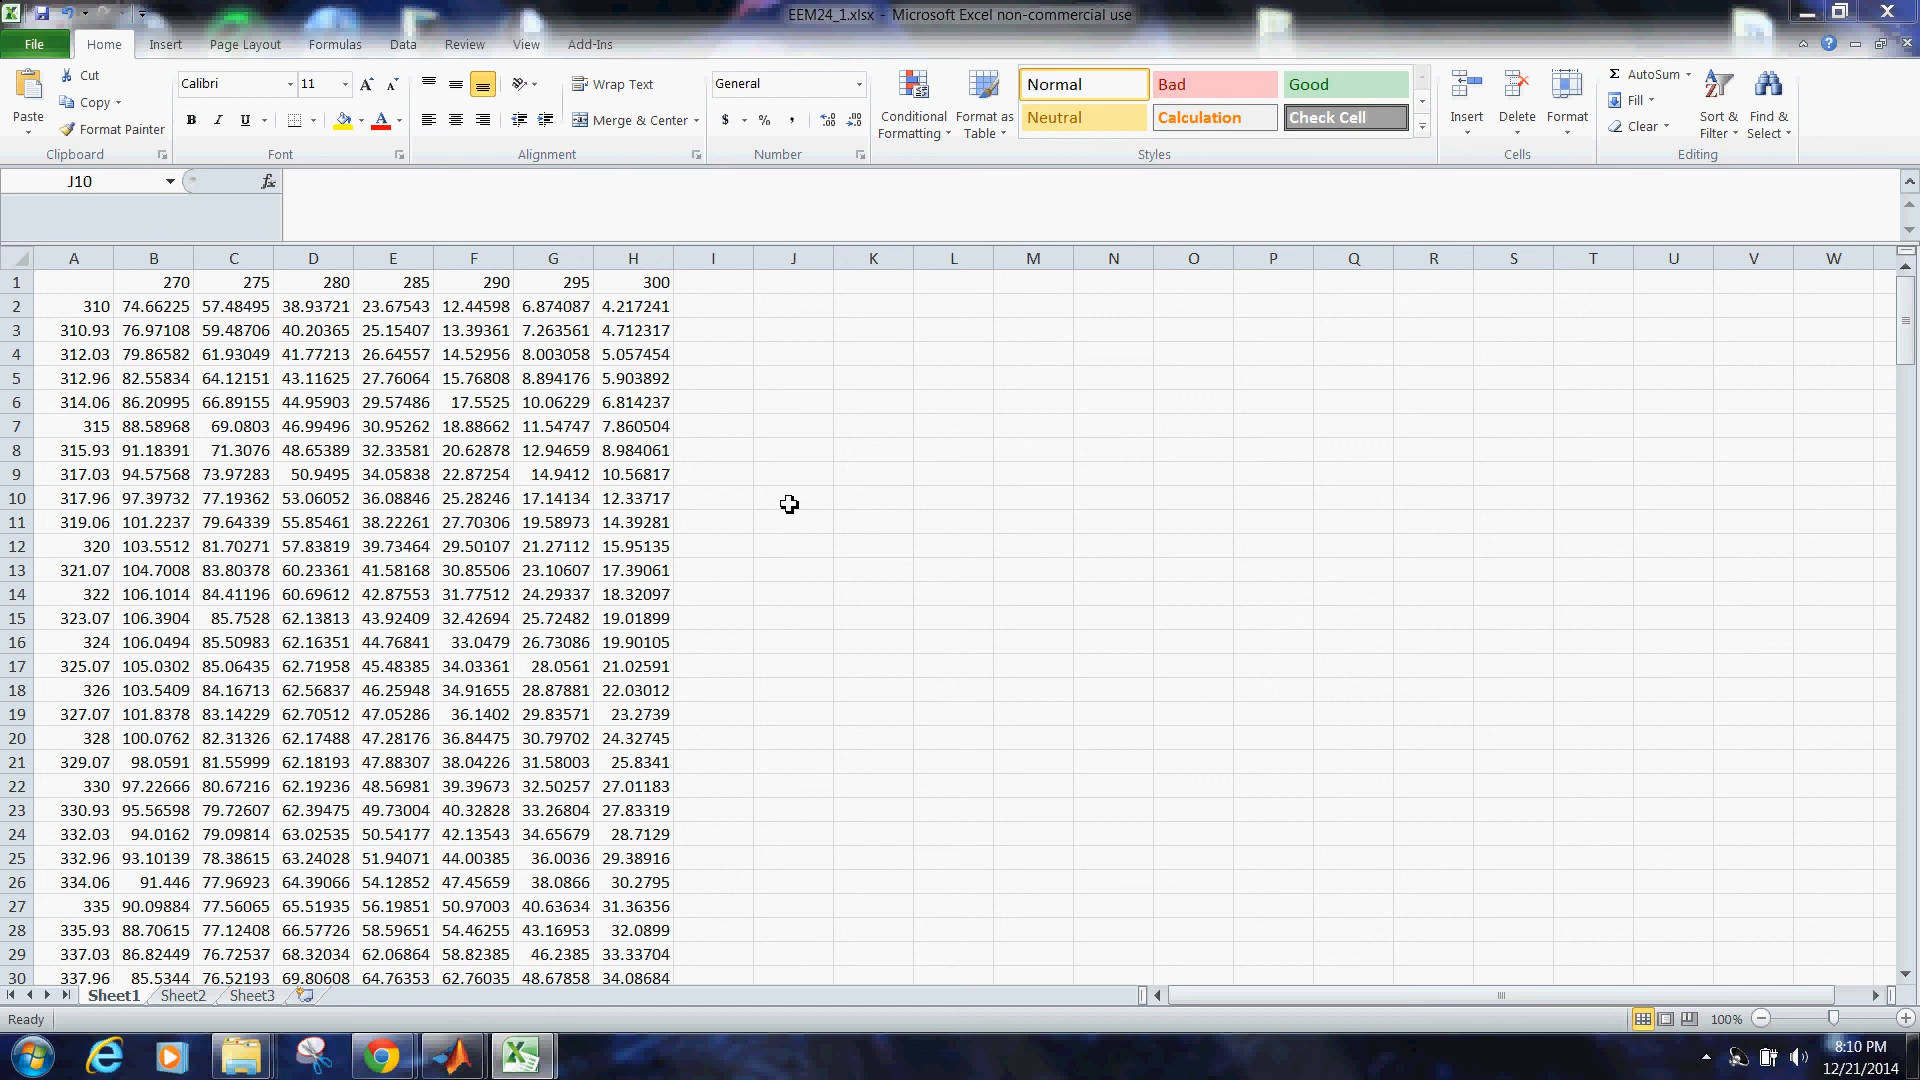 EEM24_1.xlsx - Microsoft Excel non-commercial use
File Home Insert Page Layout Formulas Data Review View Add-Ins
Paste Cut Copy Format Painter Clipboard
Calibri 11 B I U Font
Wrap Text Merge & Center Alignment
General $ % , Number
Conditional Formatting Format as Table
Normal Bad Good
Neutral Calculation Check Cell
Styles
Insert Delete Format Cells
Σ AutoSum Fill Clear Sort & Filter Find & Select Editing
J10 fx
A B C D E F G H I J K L M N O P Q R S T U V W
1 270 275 280 285 290 295 300
2 310 74.66225 57.48495 38.93721 23.67543 12.44598 6.874087 4.217241
3 310.93 76.97108 59.48706 40.20365 25.15407 13.39361 7.263561 4.712317
4 312.03 79.86582 61.93049 41.77213 26.64557 14.52956 8.003058 5.057454
5 312.96 82.55834 64.12151 43.11625 27.76064 15.76808 8.894176 5.903892
6 314.06 86.20995 66.89155 44.95903 29.57486 17.5525 10.06229 6.814237
7 315 88.58968 69.0803 46.99496 30.95262 18.88662 11.54747 7.860504
8 315.93 91.18391 71.3076 48.65389 32.33581 20.62878 12.94659 8.984061
9 317.03 94.57568 73.97283 50.9495 34.05838 22.87254 14.9412 10.56817
10 317.96 97.39732 77.19362 53.06052 36.08846 25.28246 17.14134 12.33717
11 319.06 101.2237 79.64339 55.85461 38.22261 27.70306 19.58973 14.39281
12 320 103.5512 81.70271 57.83819 39.73464 29.50107 21.27112 15.95135
13 321.07 104.7008 83.80378 60.23361 41.58168 30.85506 23.10607 17.39061
14 322 106.1014 84.41196 60.69612 42.87553 31.77512 24.29337 18.32097
15 323.07 106.3904 85.7528 62.13813 43.92409 32.42694 25.72482 19.01899
16 324 106.0494 85.50983 62.16351 44.76841 33.0479 26.73086 19.90105
17 325.07 105.0302 85.06435 62.71958 45.48385 34.03361 28.0561 21.02591
18 326 103.5409 84.16713 62.56837 46.25948 34.91655 28.87881 22.03012
19 327.07 101.8378 83.14229 62.70512 47.05286 36.1402 29.83571 23.2739
20 328 100.0762 82.31326 62.17488 47.28176 36.84475 30.79702 24.32745
21 329.07 98.0591 81.55999 62.18193 47.88307 38.04226 31.58003 25.8341
22 330 97.22666 80.67216 62.19236 48.56981 39.39673 32.50257 27.01183
23 330.93 95.56598 79.72607 62.39475 49.73004 40.32828 33.26804 27.83319
24 332.03 94.0162 79.09814 63.02535 50.54177 42.13543 34.65679 28.7129
25 332.96 93.10139 78.38615 63.24028 51.94071 44.00385 36.0036 29.38916
26 334.06 91.446 77.96923 64.39066 54.12852 47.45659 38.0866 30.2795
27 335 90.09884 77.56065 65.51935 56.19851 50.97003 40.63634 31.36356
28 335.93 88.70615 77.12408 66.57726 58.59651 54.46255 43.16953 32.0899
29 337.03 86.82449 76.72537 68.32034 62.06864 58.82385 46.2385 33.33704
30 337.96 85.5344 76.52193 69.80608 64.76353 62.76035 48.67858 34.08684
Sheet1 Sheet2 Sheet3
Ready 100%
8:10 PM
12/21/2014